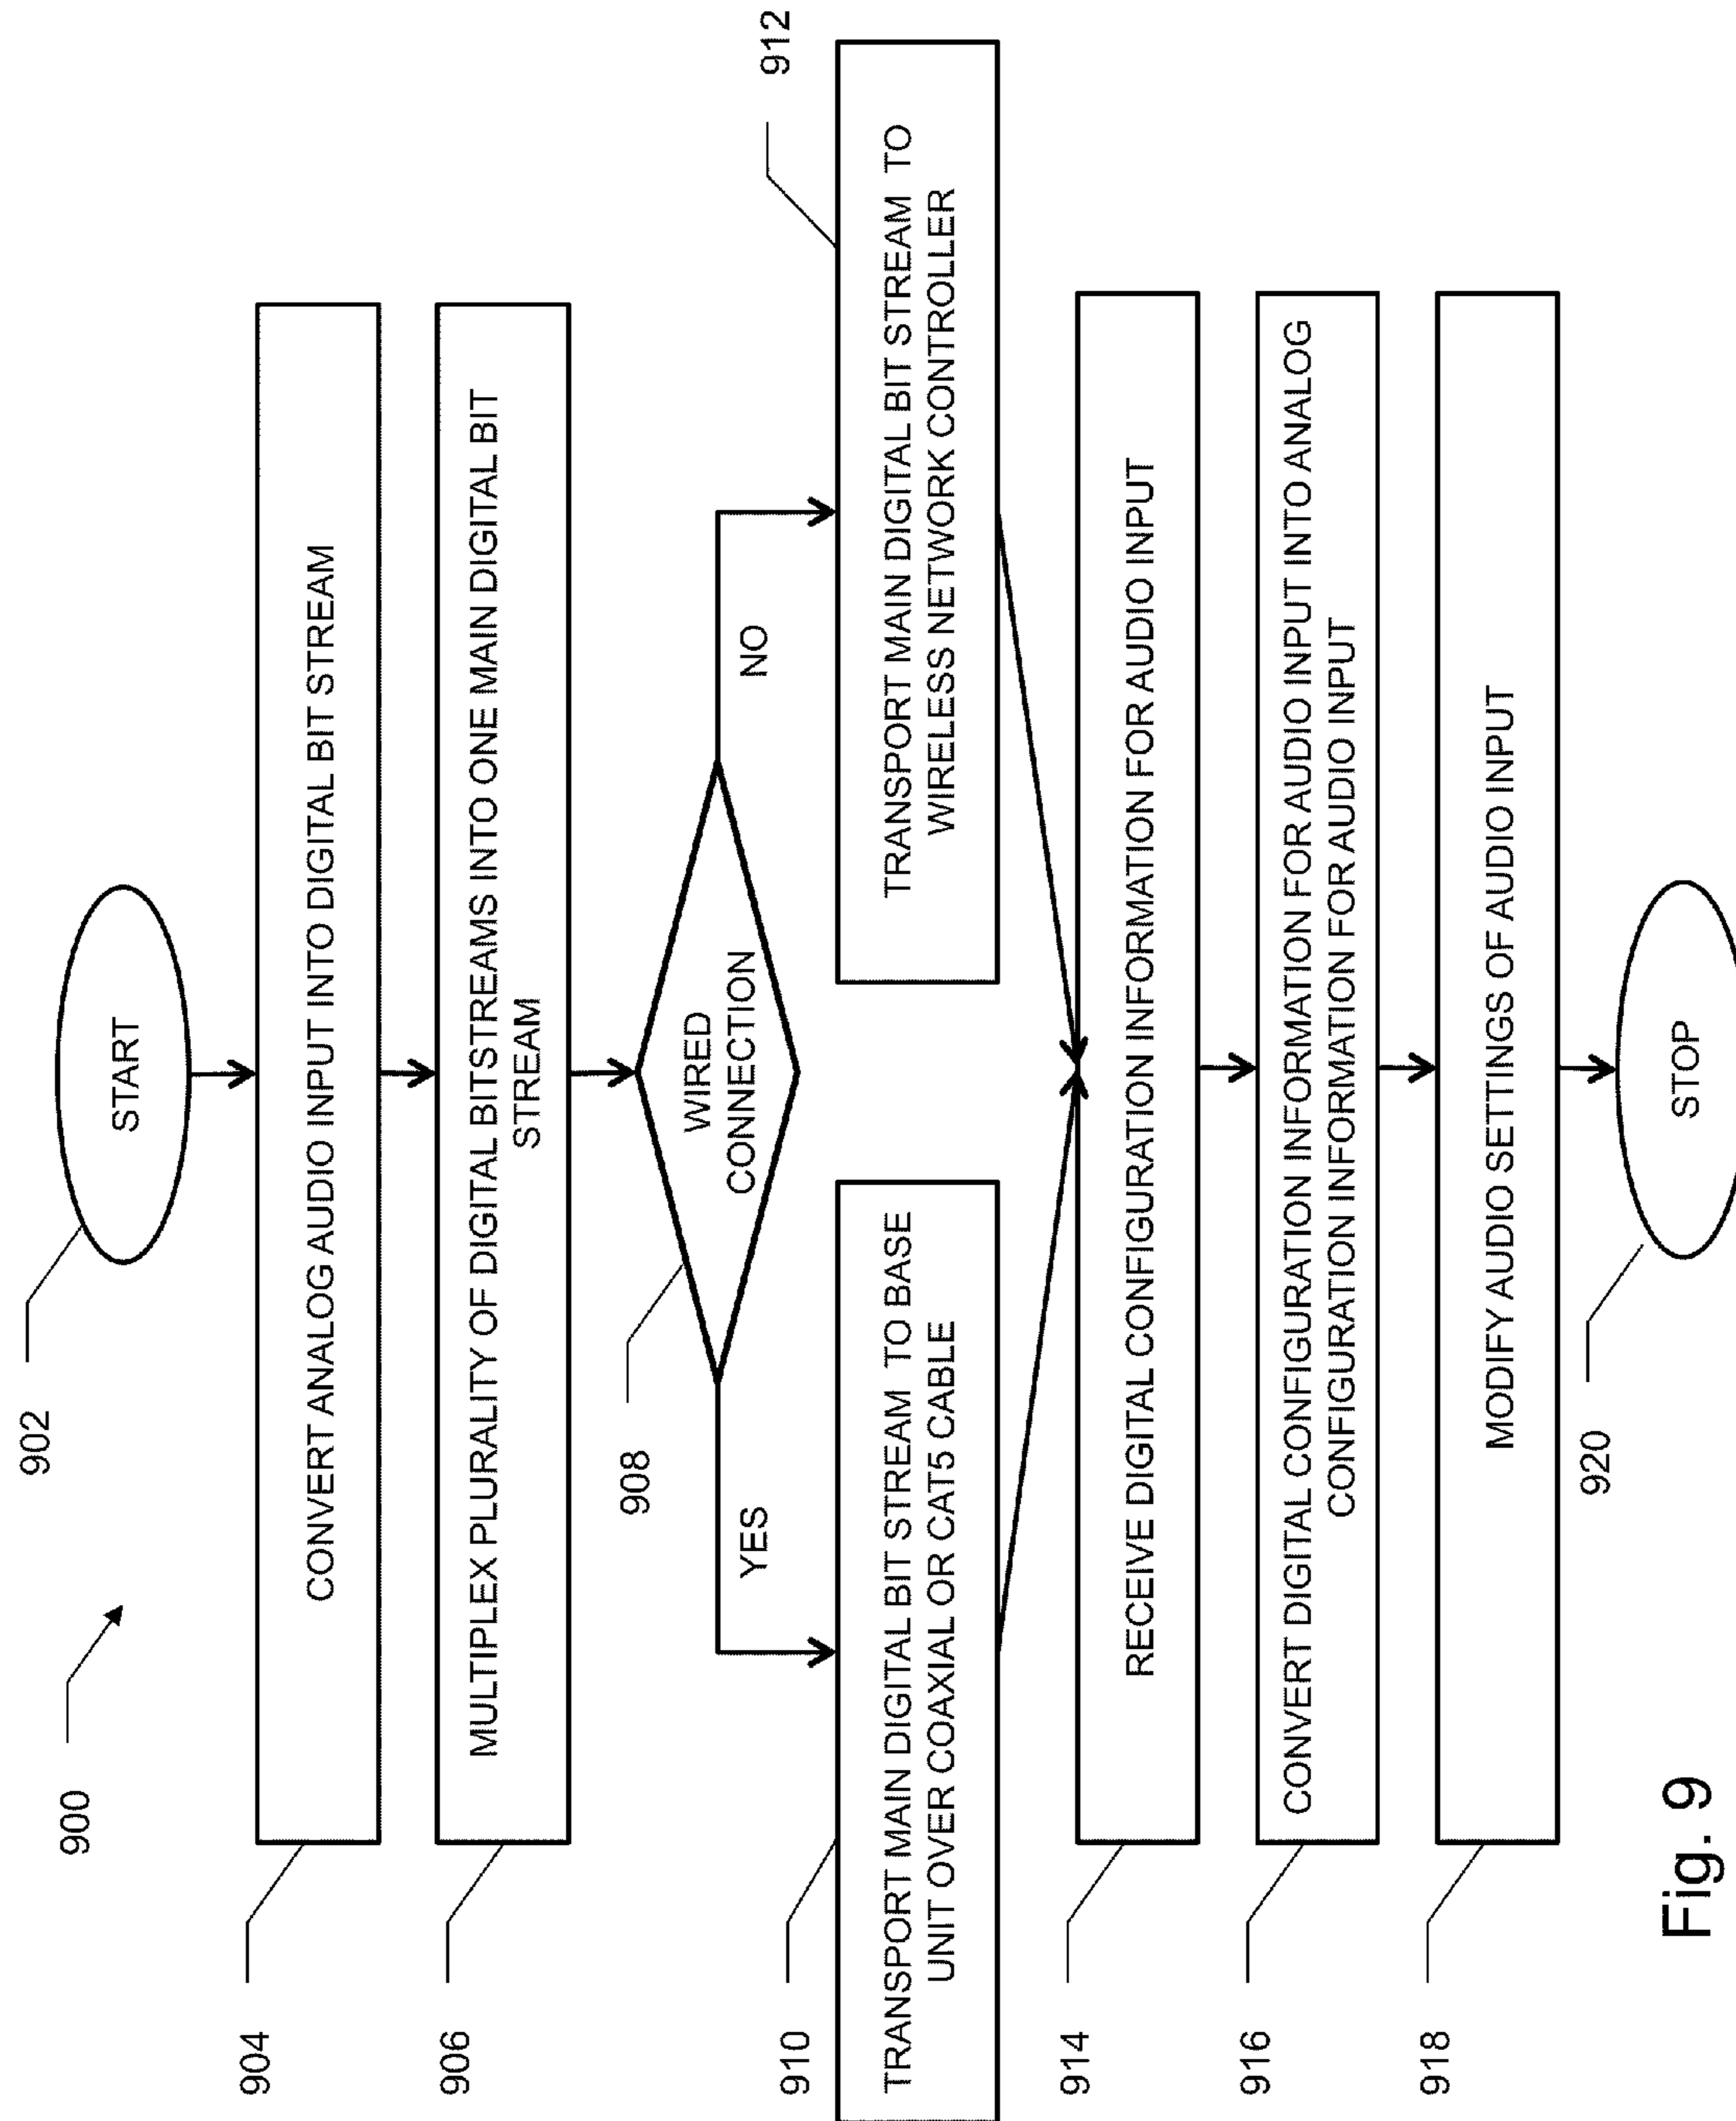 900
902
START
904
CONVERT ANALOG AUDIO INPUT INTO DIGITAL BIT STREAM
906
MULTIPLEX PLURALITY OF DIGITAL BITSTREAMS INTO ONE MAIN DIGITAL BIT
STREAM
908
WIRED
CONNECTION
YES
NO
910
TRANSPORT MAIN DIGITAL BIT STREAM TO BASE
UNIT OVER COAXIAL OR CAT5 CABLE
912
TRANSPORT MAIN DIGITAL BIT STREAM TO
WIRELESS NETWORK CONTROLLER
914
RECEIVE DIGITAL CONFIGURATION INFORMATION FOR AUDIO INPUT
916
CONVERT DIGITAL CONFIGURATION INFORMATION FOR AUDIO INPUT INTO ANALOG
CONFIGURATION INFORMATION FOR AUDIO INPUT
918
MODIFY AUDIO SETTINGS OF AUDIO INPUT
920
STOP
Fig. 9